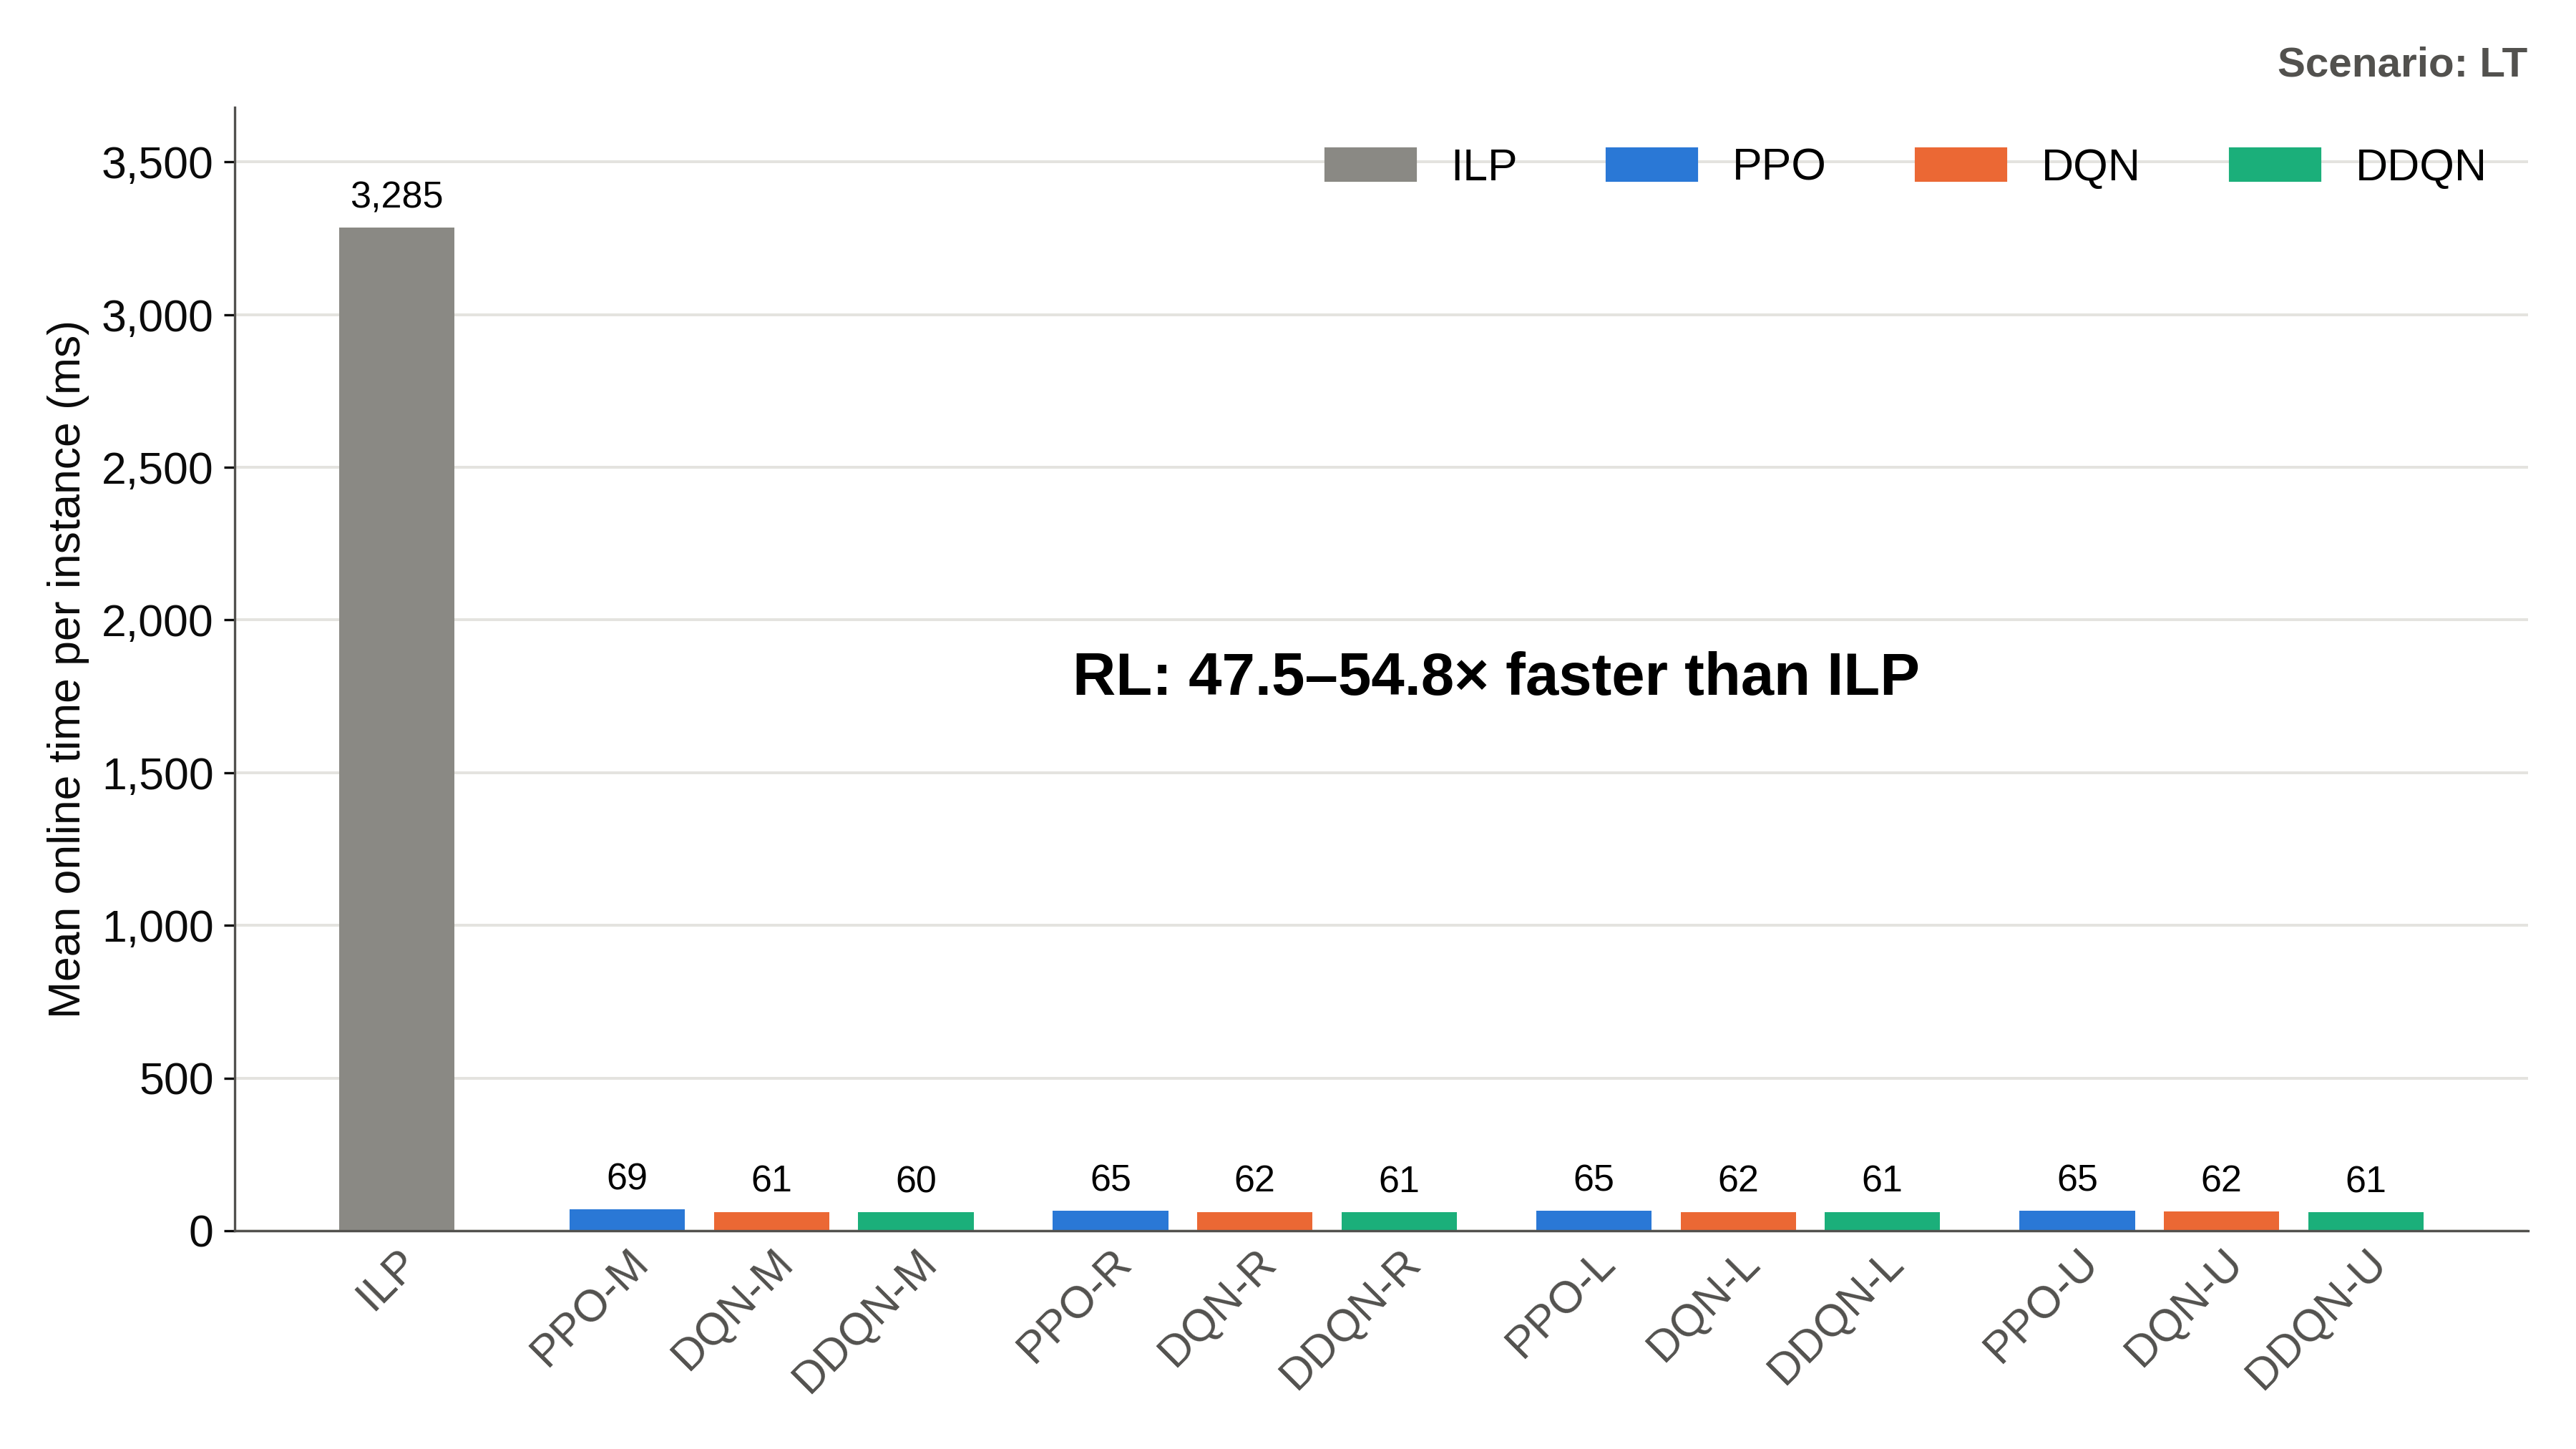 Scenario: LT
ILP
PPO
DQN
DDQN
Mean online time per instance (ms)
3,500
3,000
2,500
2,000
1,500
1,000
500
0
3,285
69
61
60
65
62
61
65
62
61
65
62
61
RL: 47.5–54.8× faster than ILP
ILP
PPO-M
DQN-M
DDQN-M
PPO-R
DQN-R
DDQN-R
PPO-L
DQN-L
DDQN-L
PPO-U
DQN-U
DDQN-U